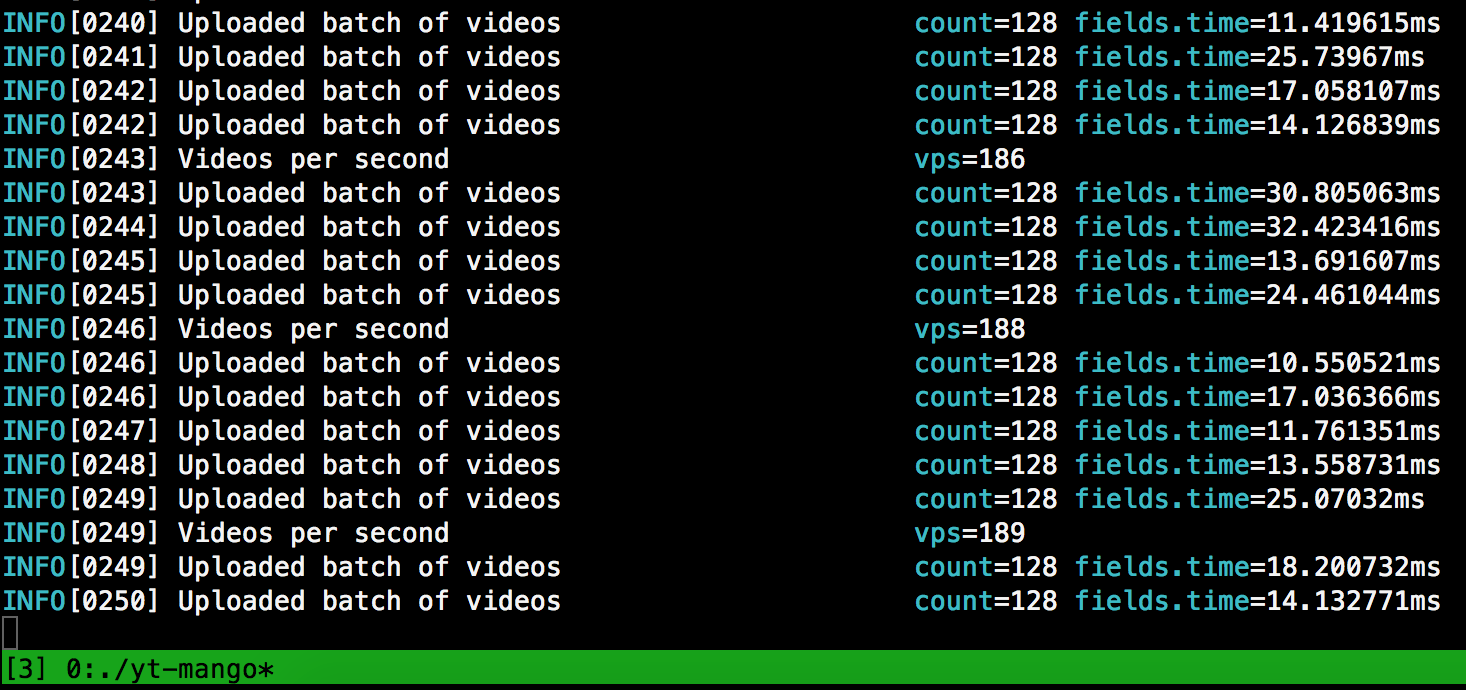 INFO[0240] Uploaded batch of videos count=128 fields.time=11.419615ms
INFO[0241] Uploaded batch of videos count=128 fields.time=25.73967ms
INFO[0242] Uploaded batch of videos count=128 fields.time=17.058107ms
INFO[0242] Uploaded batch of videos count=128 fields.time=14.126839ms
INFO[0243] Videos per second vps=186
INFO[0243] Uploaded batch of videos count=128 fields.time=30.805063ms
INFO[0244] Uploaded batch of videos count=128 fields.time=32.423416ms
INFO[0245] Uploaded batch of videos count=128 fields.time=13.691607ms
INFO[0245] Uploaded batch of videos count=128 fields.time=24.461044ms
INFO[0246] Videos per second vps=188
INFO[0246] Uploaded batch of videos count=128 fields.time=10.550521ms
INFO[0246] Uploaded batch of videos count=128 fields.time=17.036366ms
INFO[0247] Uploaded batch of videos count=128 fields.time=11.761351ms
INFO[0248] Uploaded batch of videos count=128 fields.time=13.558731ms
INFO[0249] Uploaded batch of videos count=128 fields.time=25.07032ms
INFO[0249] Videos per second vps=189
INFO[0249] Uploaded batch of videos count=128 fields.time=18.200732ms
INFO[0250] Uploaded batch of videos count=128 fields.time=14.132771ms
[3] 0:./yt-mango*